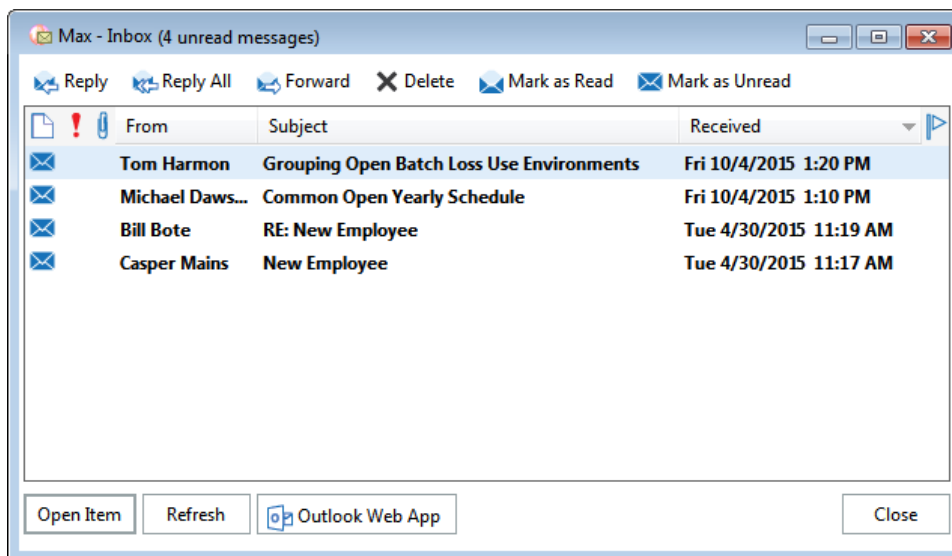 Max - Inbox (4 unread messages)
Reply Reply All Forward Delete Mark as Read Mark as Unread
From Subject Received
Tom Harmon Grouping Open Batch Loss Use Environments Fri 10/4/2015 1:20 PM
Michael Daws... Common Open Yearly Schedule Fri 10/4/2015 1:10 PM
Bill Bote RE: New Employee Tue 4/30/2015 11:19 AM
Casper Mains New Employee Tue 4/30/2015 11:17 AM
Open Item Refresh Outlook Web App Close